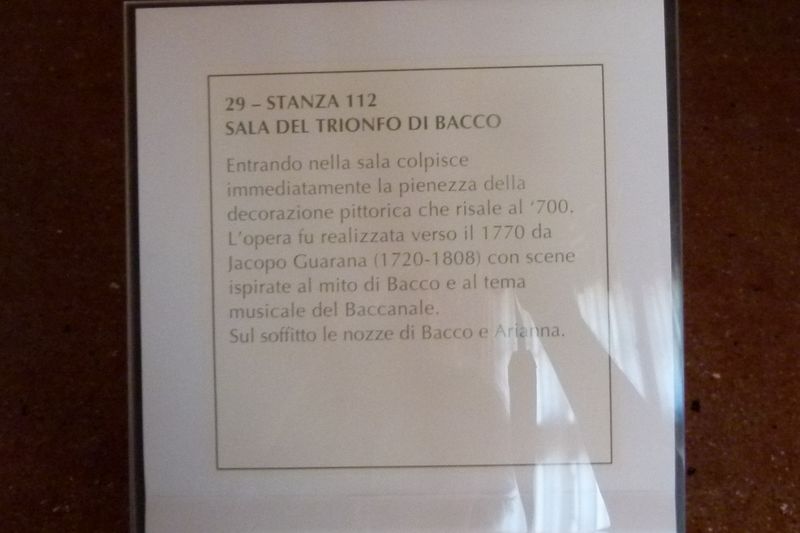 29 – STANZA 112
SALA DEL TRIONFO DI BACCO
Entrando nella sala colpisce
immediatamente la pienezza della
decorazione pittorica che risale al ‘700.
L’opera fu realizzata verso il 1770 da
Jacopo Guarana (1720-1808) con scene
ispirate al mito di Bacco e al tema
musicale del Baccanale.
Sul soffitto le nozze di Bacco e Arianna.